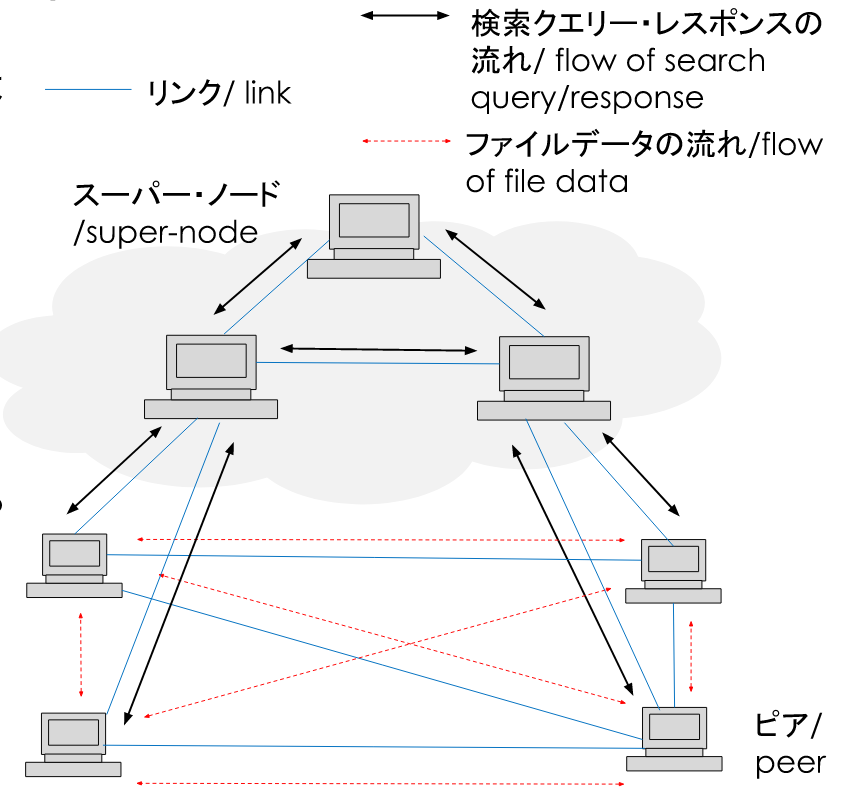 検索クエリー・レスポンスの
流れ/ flow of search
query/response
リンク/ link
ファイルデータの流れ/flow
of file data
スーパー・ノード
/super-node
ピア/
peer